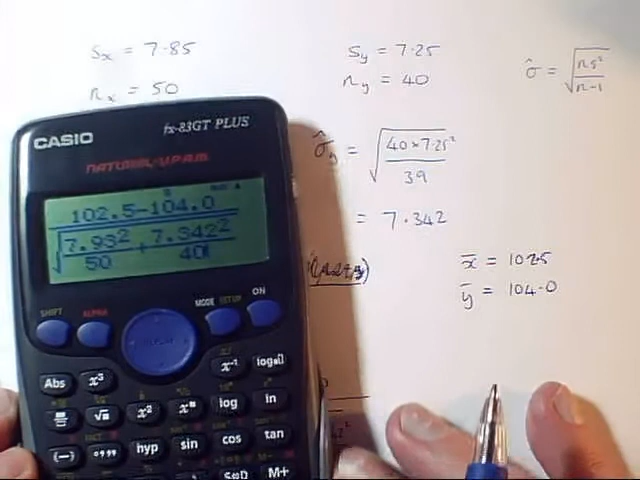 Sx = 7.85
Sy = 7.25
nx = 50
ny = 40
σ̂ = √(ns²/n-1)
CASIO
fx-83GT PLUS
NATURAL-V.P.A.M.
σ̂y = √(40×7.25²/39)
= 7.342
102.5-104.0
√(7.93²/50 + 7.342²/40)
x̄ = 102.5
ȳ = 104.0
SHIFT
ALPHA
MODE SETUP
ON
REPLAY
Abs
x³
x⁻¹
log
√
x²
log
ln
(−)
hyp
sin
cos
tan
M+